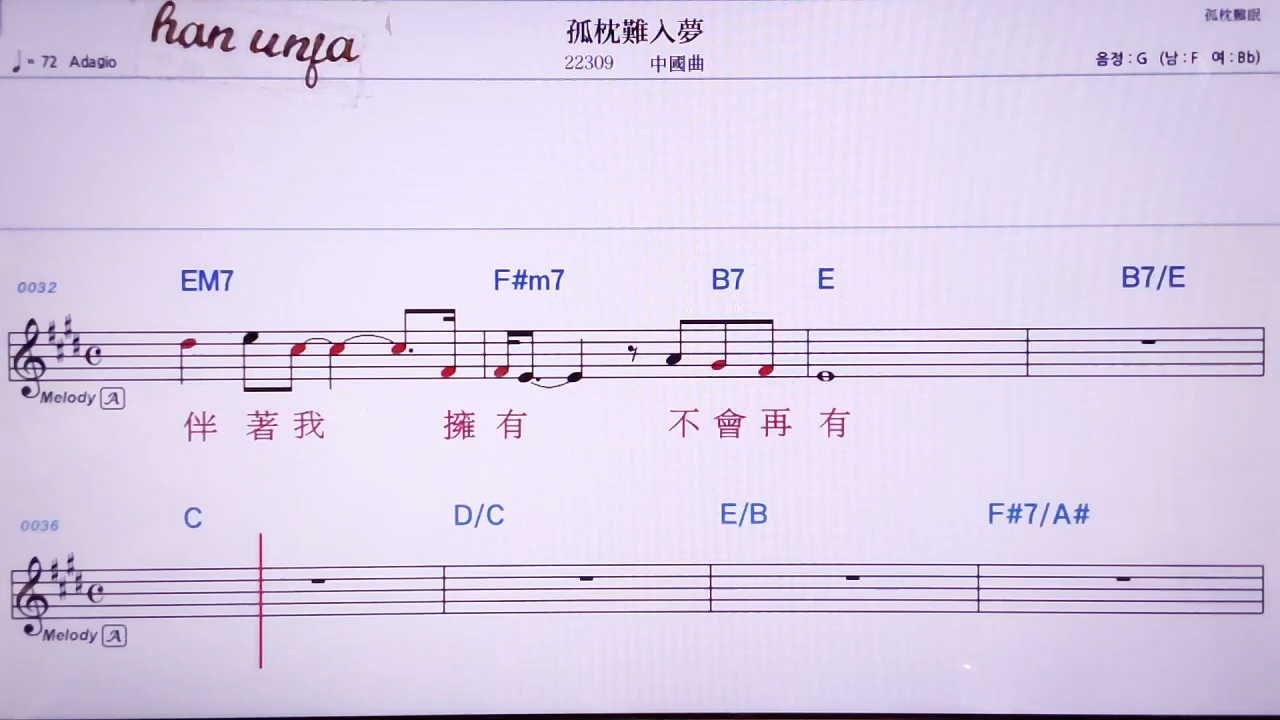 han unfa
孤枕難入夢
孤枕難眠
♩= 72 Adagio
22309 中國曲
음정 : G (남 : F 여 : Bb)
0032
EM7 F#m7 B7 E B7/E
Melody A
伴 著 我 擁 有 不 會 再 有
0036
C D/C E/B F#7/A#
Melody A